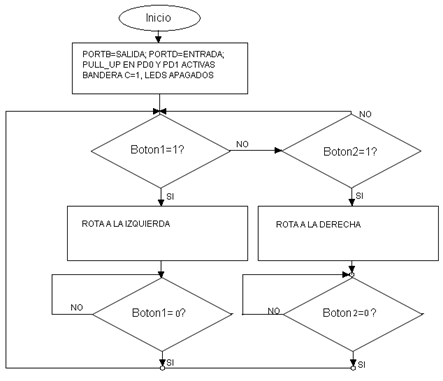 Inicio
PORTB=SALIDA; PORTD=ENTRADA;
PULL_UP EN PD0 Y PD1 ACTIVAS
BANDERA C=1, LEDS APAGADOS
NO
Boton1=1?
NO
Boton2=1?
SI
SI
ROTA A LA IZQUIERDA
ROTA A LA DERECHA
Boton1= 0?
NO
Boton2=0?
NO
SI
SI